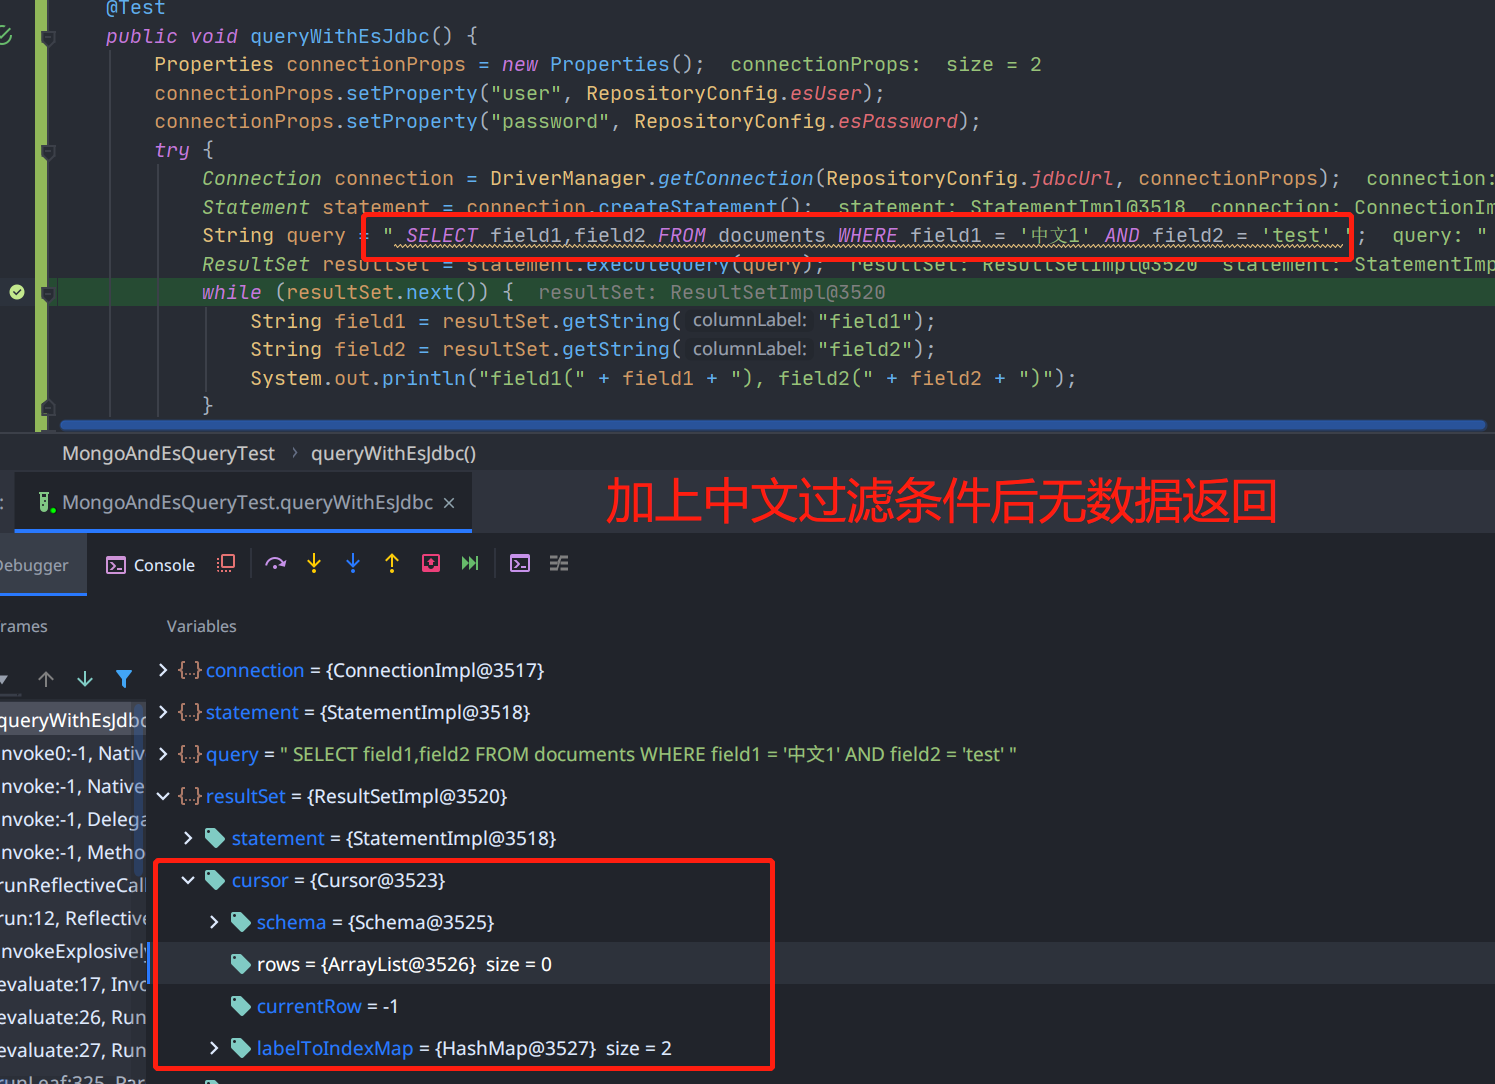 @Test
public void queryWithEsJdbc() {
Properties connectionProps = new Properties(); connectionProps: size = 2
connectionProps.setProperty("user", RepositoryConfig.esUser);
connectionProps.setProperty("password", RepositoryConfig.esPassword);
try {
Connection connection = DriverManager.getConnection(RepositoryConfig.jdbcUrl, connectionProps); connection:
Statement statement = connection.createStatement(); statement: StatementImpl@3518 connection: ConnectionIm
String query = " SELECT field1,field2 FROM documents WHERE field1 = '中文1' AND field2 = 'test' "; query: "
ResultSet resultSet = statement.executeQuery(query); resultSet: ResultSetImpl@3520 statement: StatementImp
while (resultSet.next()) { resultSet: ResultSetImpl@3520
String field1 = resultSet.getString( columnLabel: "field1");
String field2 = resultSet.getString( columnLabel: "field2");
System.out.println("field1(" + field1 + "), field2(" + field2 + ")");
}
MongoAndEsQueryTest › queryWithEsJdbc()
: MongoAndEsQueryTest.queryWithEsJdbc ×
加上中文过滤条件后无数据返回
Debugger Console
rames Variables
connection = {ConnectionImpl@3517}
queryWithEsJdbc
statement = {StatementImpl@3518}
nvoke0:-1, Nativ
query = " SELECT field1,field2 FROM documents WHERE field1 = '中文1' AND field2 = 'test' "
nvoke:-1, Native
resultSet = {ResultSetImpl@3520}
nvoke:-1, Delega
statement = {StatementImpl@3518}
nvoke:-1, Metho
cursor = {Cursor@3523}
runReflectiveCall
schema = {Schema@3525}
run:12, Reflective
rows = {ArrayList@3526} size = 0
nvokeExplosively
currentRow = -1
evaluate:17, Invo
labelToIndexMap = {HashMap@3527} size = 2
evaluate:26, Run
evaluate:27, Run
runLeaf:325, Par